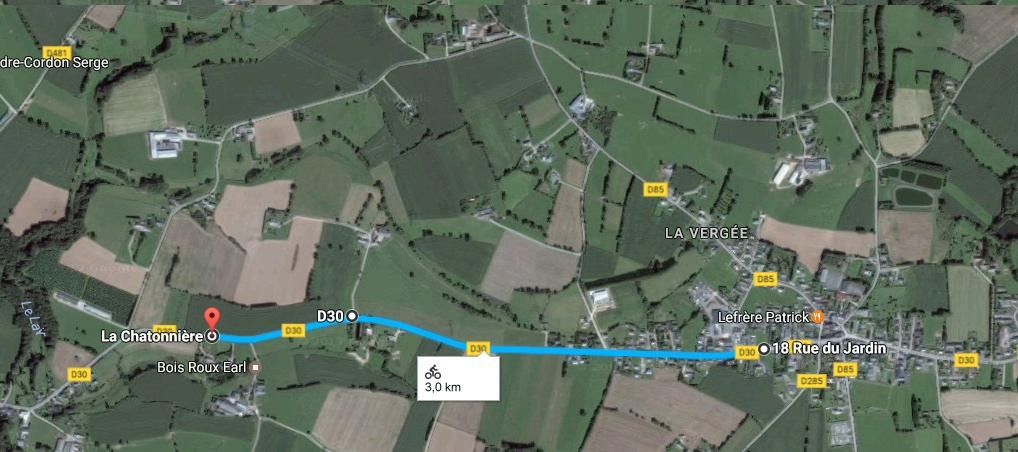 D481
dre-Cordon Serge
D85
LA VERGÉE
D85
Le Lay
D30
D30
Lefrère Patrick
La Chatonnière
D30
D30
18 Rue du Jardin
D30
D30
Bois Roux Earl
D30
3,0 km
D285
D85